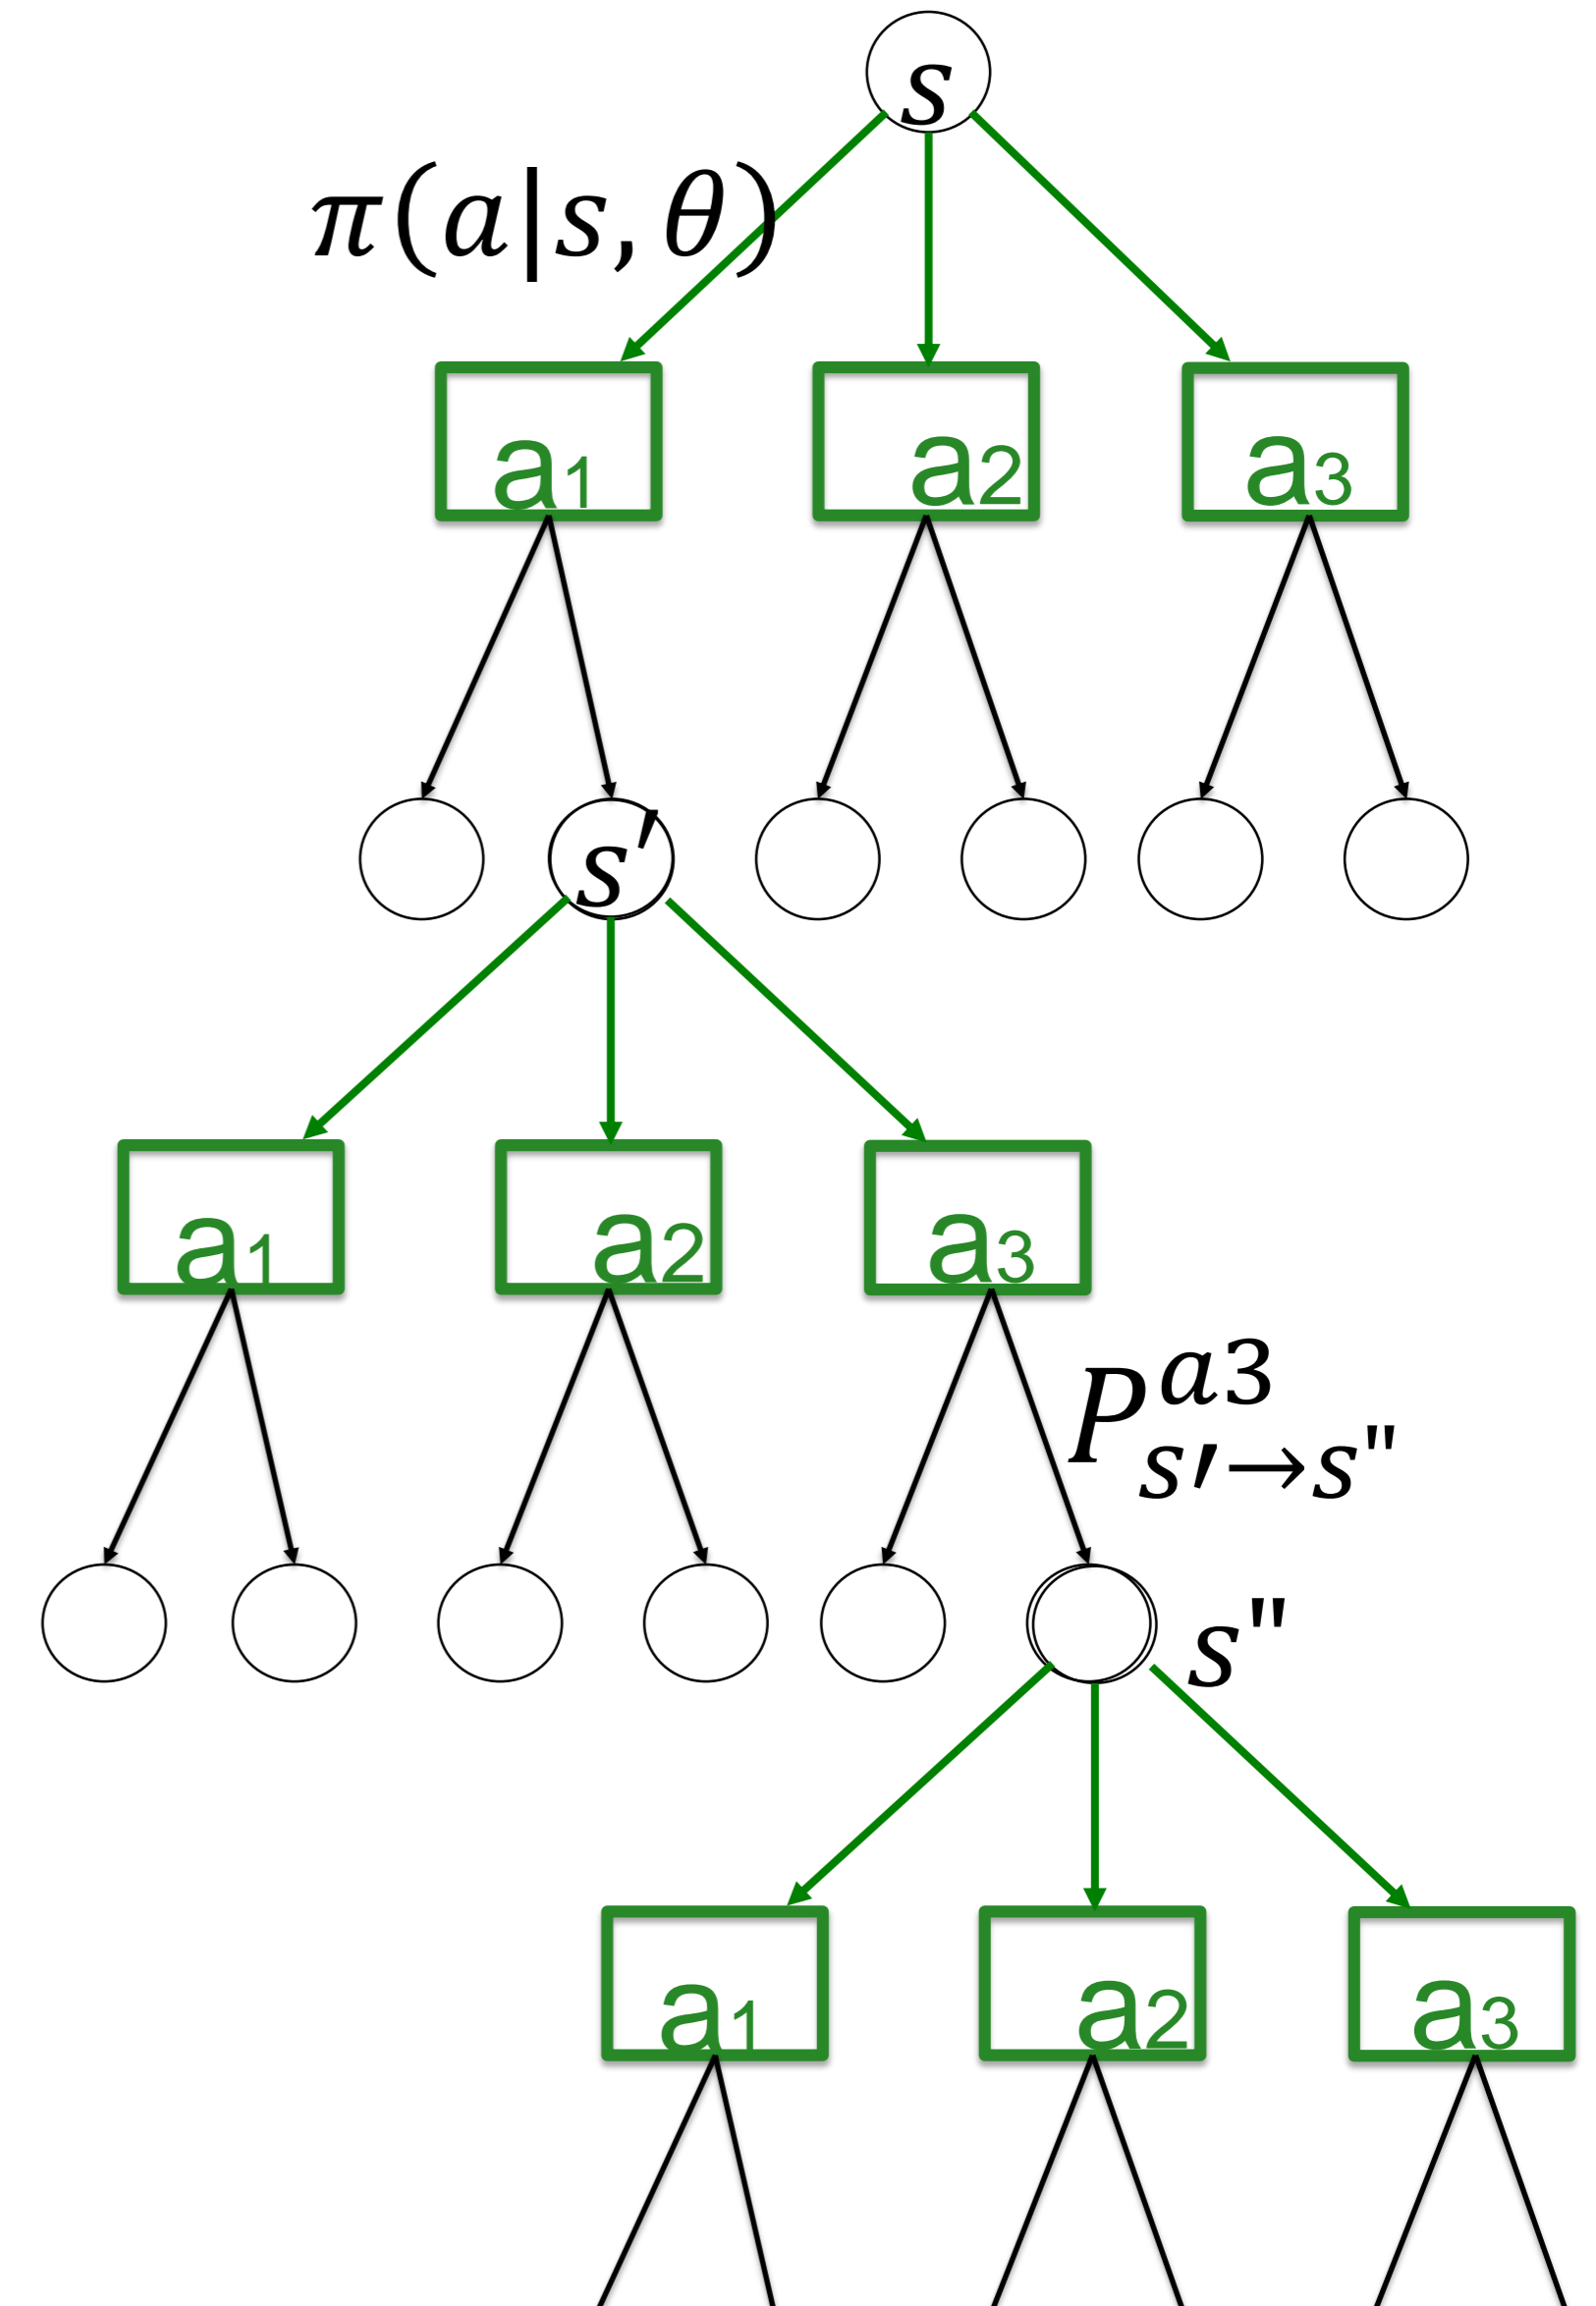 s
π(a|s,θ)
a1 a2 a3
s′
a1 a2 a3
P^{a3}_{s′→s"}
s"
a1 a2 a3